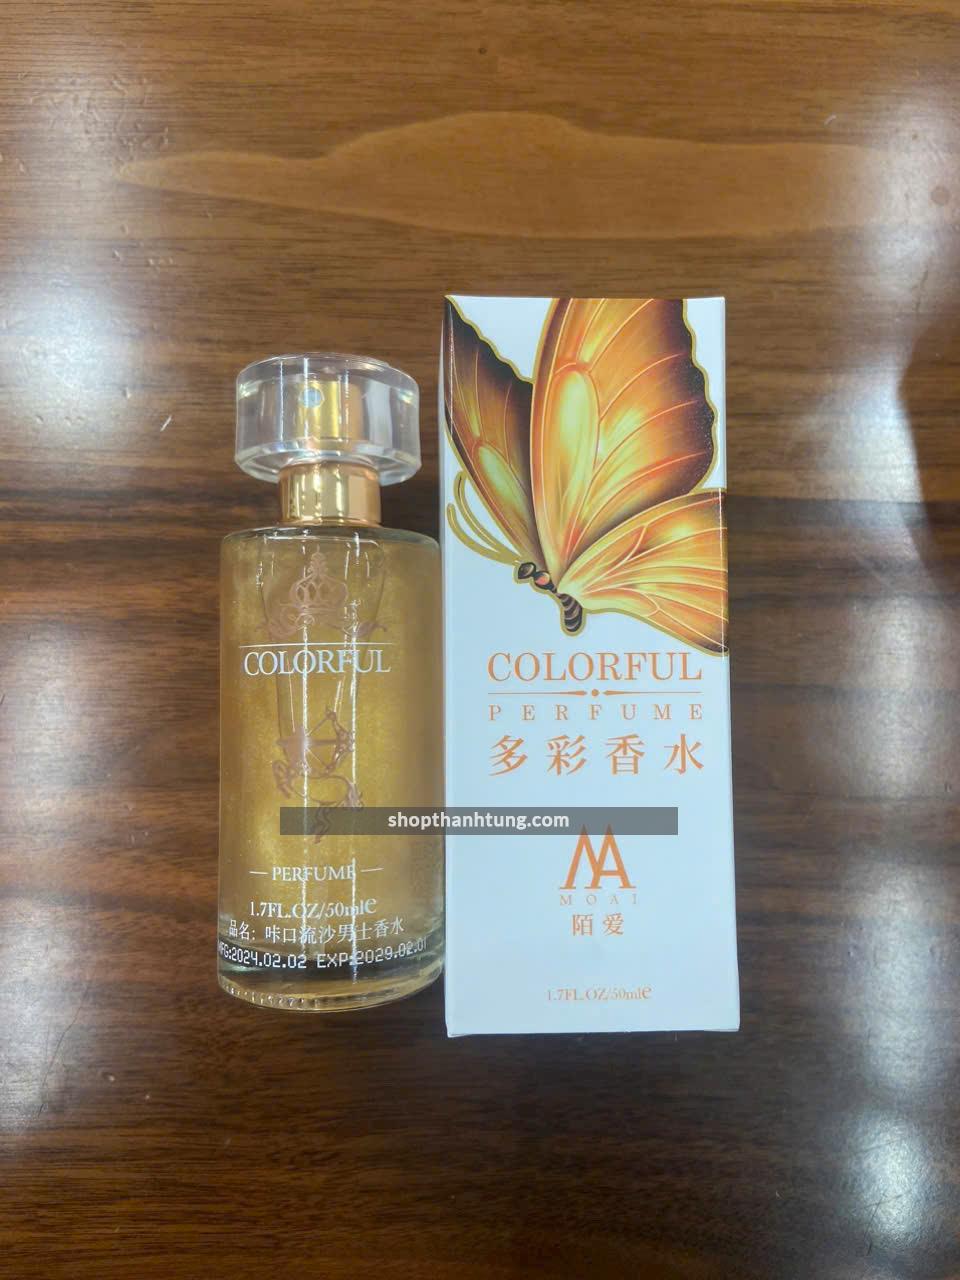 COLORFUL
PERFUME
1.7FL.OZ/50mle
品名：咔口流沙男士香水
MFG:2024.02.02 EXP:2029.02.01
COLORFUL
PERFUME
多彩香水
MOAI
陌爱
1.7FL.OZ/50mle
shopthanhtung.com